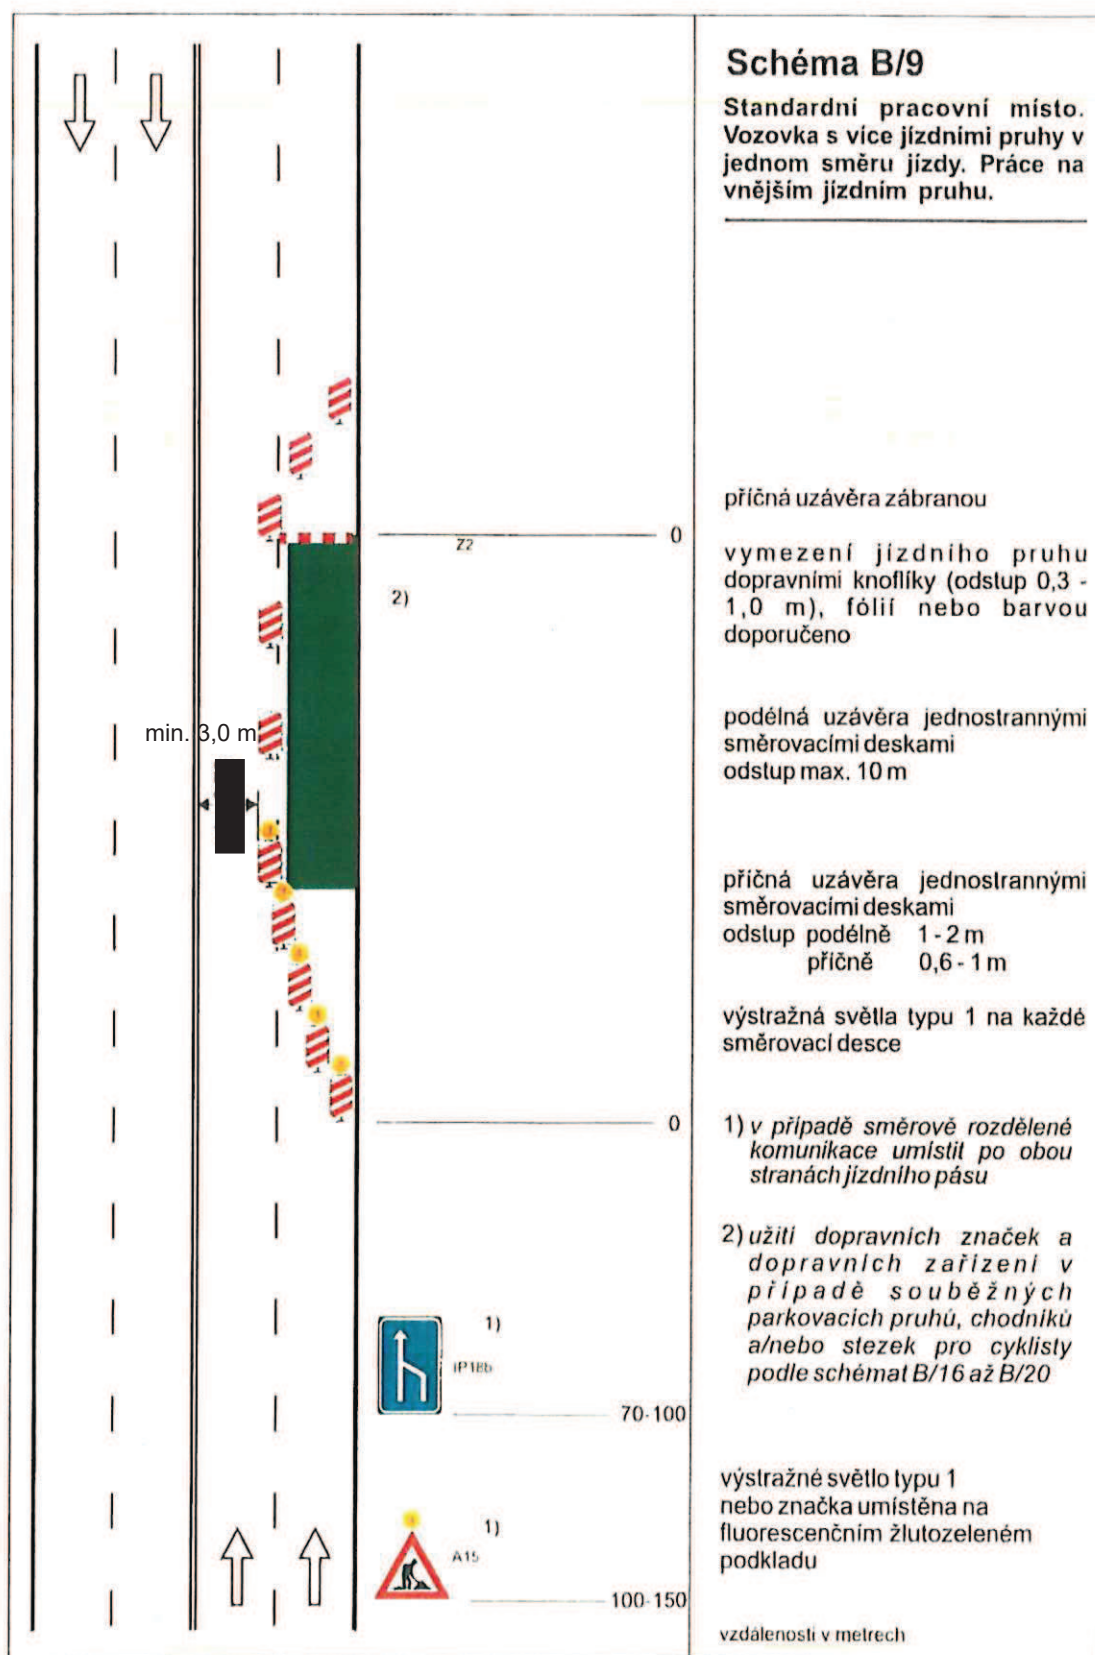 Schéma B/9
Standardní pracovní místo.
Vozovka s více jízdními pruhy v
jednom směru jízdy. Práce na
vnějším jízdním pruhu.
příčná uzávěra zábranou
0
Z2
vymezení jízdního pruhu
dopravními knoflíky (odstup 0,3 -
1,0 m), fólií nebo barvou
doporučeno
2)
podélná uzávěra jednostrannými
směrovacími deskami
odstup max. 10 m
min. 3,0 m
příčná uzávěra jednostrannými
směrovacími deskami
odstup podélně 1 - 2 m
příčně 0,6 - 1 m
výstražná světla typu 1 na každé
směrovací desce
0
1) v případě směrově rozdělené
komunikace umístit po obou
stranách jízdního pásu
2) užití dopravních značek a
dopravních zařízení v
případě souběžných
parkovacích pruhů, chodníků
a/nebo stezek pro cyklisty
podle schémat B/16 až B/20
1)
IP18b
70-100
výstražné světlo typu 1
nebo značka umístěna na
fluorescenčním žlutozeleném
podkladu
1)
A15
100-150
vzdálenosti v metrech